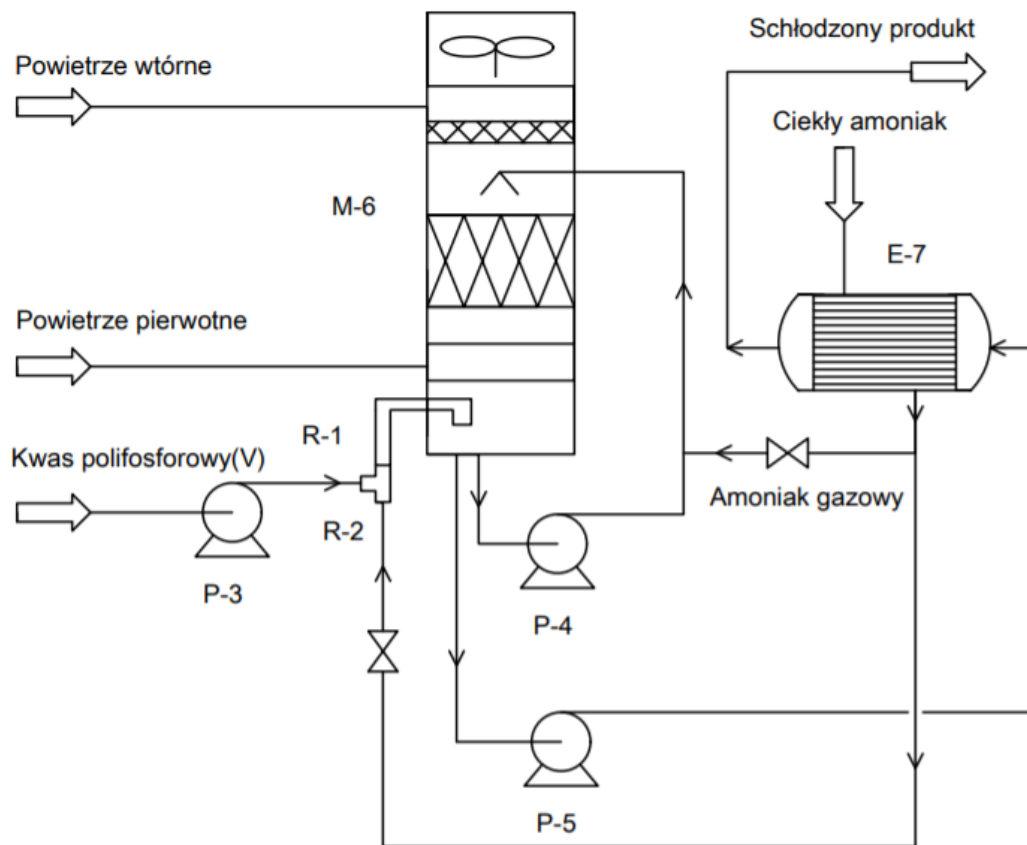 Schłodzony produkt
Powietrze wtórne
Ciekły amoniak
M-6
E-7
Powietrze pierwotne
R-1
Kwas polifosforowy(V)
Amoniak gazowy
R-2
P-3
P-4
P-5